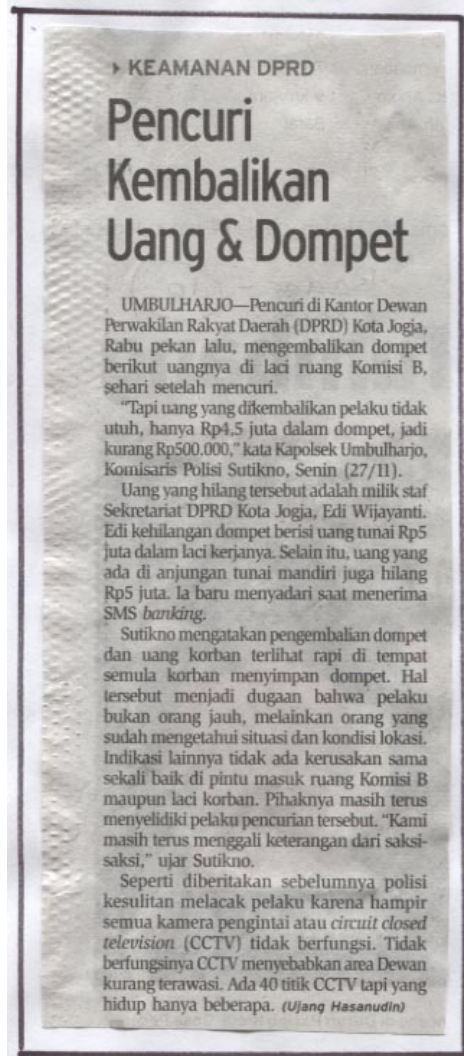 KEAMANAN DPRD
Pencuri
Kembalikan
Uang & Dompet
UMBULHARJO—Pencuri di Kantor Dewan
Perwakilan Rakyat Daerah (DPRD) Kota Jogja,
Rabu pekan lalu, mengembalikan dompet
berikut uangnya di laci ruang Komisi B,
sehari setelah mencuri.
"Tapi uang yang dikembalikan pelaku tidak
utuh, hanya Rp4,5 juta dalam dompet, jadi
kurang Rp500.000," kata Kapolsek Umbulharjo,
Komisaris Polisi Sutikno, Senin (27/11).
Uang yang hilang tersebut adalah milik staf
Sekretariat DPRD Kota Jogja, Edi Wijayanti.
Edi kehilangan dompet berisi uang tunai Rp5
juta dalam laci kerjanya. Selain itu, uang yang
ada di anjungan tunai mandiri juga hilang
Rp5 juta. Ia baru menyadari saat menerima
SMS banking.
Sutikno mengatakan pengembalian dompet
dan uang korban terlihat rapi di tempat
semula korban menyimpan dompet. Hal
tersebut menjadi dugaan bahwa pelaku
bukan orang jauh, melainkan orang yang
sudah mengetahui situasi dan kondisi lokasi.
Indikasi lainnya tidak ada kerusakan sama
sekali baik di pintu masuk ruang Komisi B
maupun laci korban. Pihaknya masih terus
menyelidiki pelaku pencurian tersebut. "Kami
masih terus menggali keterangan dari saksi-
saksi," ujar Sutikno.
Seperti diberitakan sebelumnya polisi
kesulitan melacak pelaku karena hampir
semua kamera pengintai atau circuit closed
television (CCTV) tidak berfungsi. Tidak
berfungsinya CCTV menyebabkan area Dewan
kurang terawasi. Ada 40 titik CCTV tapi yang
hidup hanya beberapa. (Ujang Hasanudin)